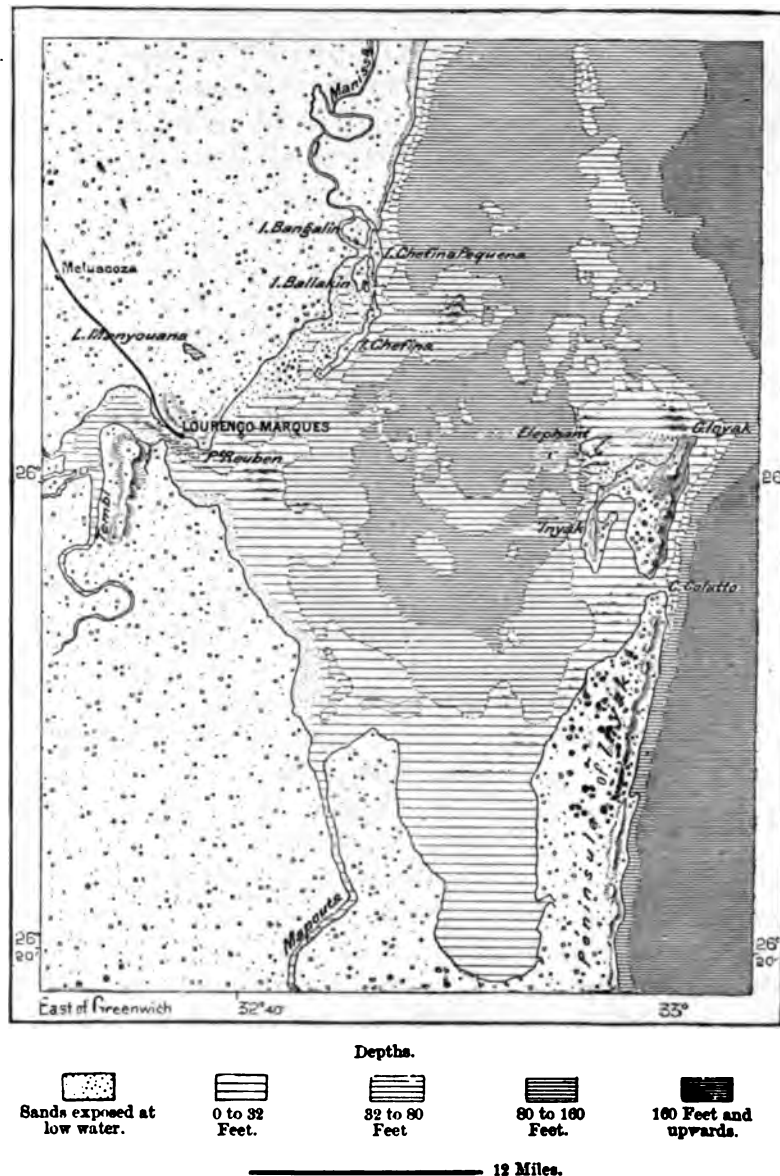 Manissa
I. Bangalin
I. Chefina Pequena
Meluacoza
I. Ballakin
L. Manyouana
I. Chefina
LOURENÇO MARQUES
Elephant
C. Inyak
Pt. Reuben
26°
26°
Tembi
Inyak
C. Colatto
Peninsula of Inyak
Mapouta
26°
20'
26°
20'
East of Greenwich
32°40'
33°
Depths.
Sands exposed at
low water.
0 to 32
Feet.
32 to 80
Feet
80 to 160
Feet.
160 Feet and
upwards.
12 Miles.